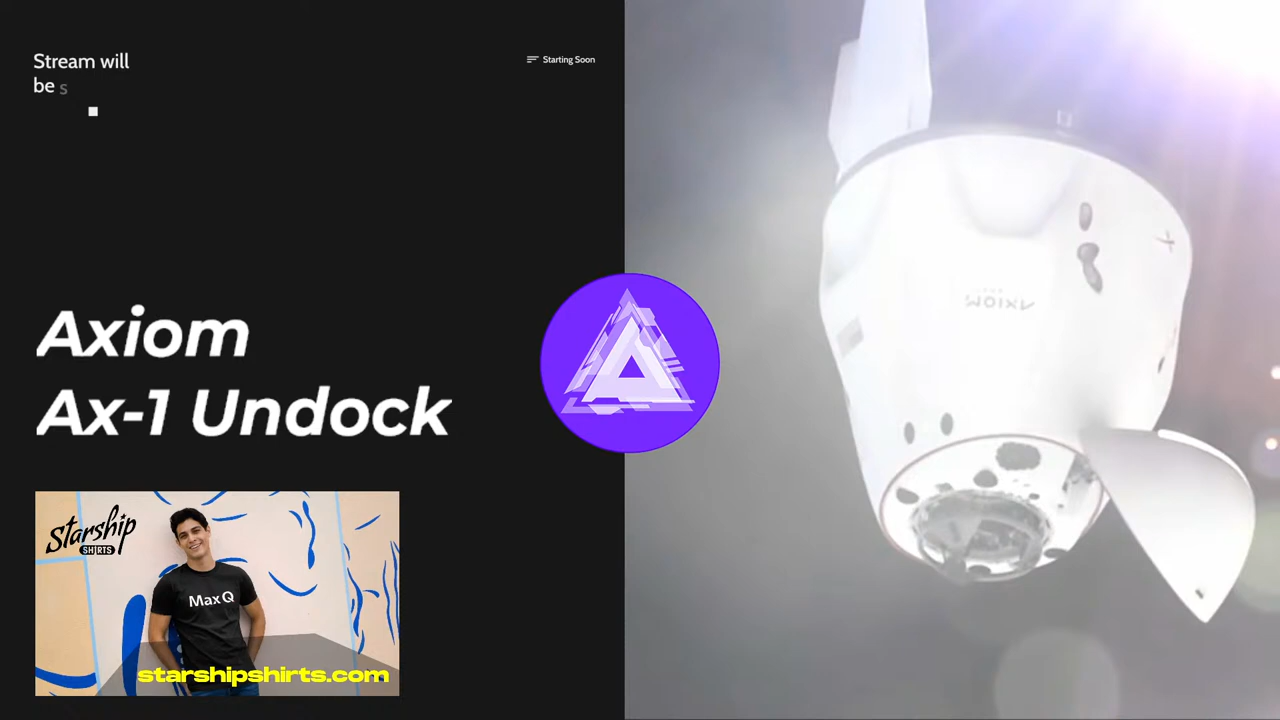 Stream will
be s
Starting Soon
Axiom
Ax-1 Undock
Starship
SHIRTS
Max Q
starshipshirts.com
AXIOM